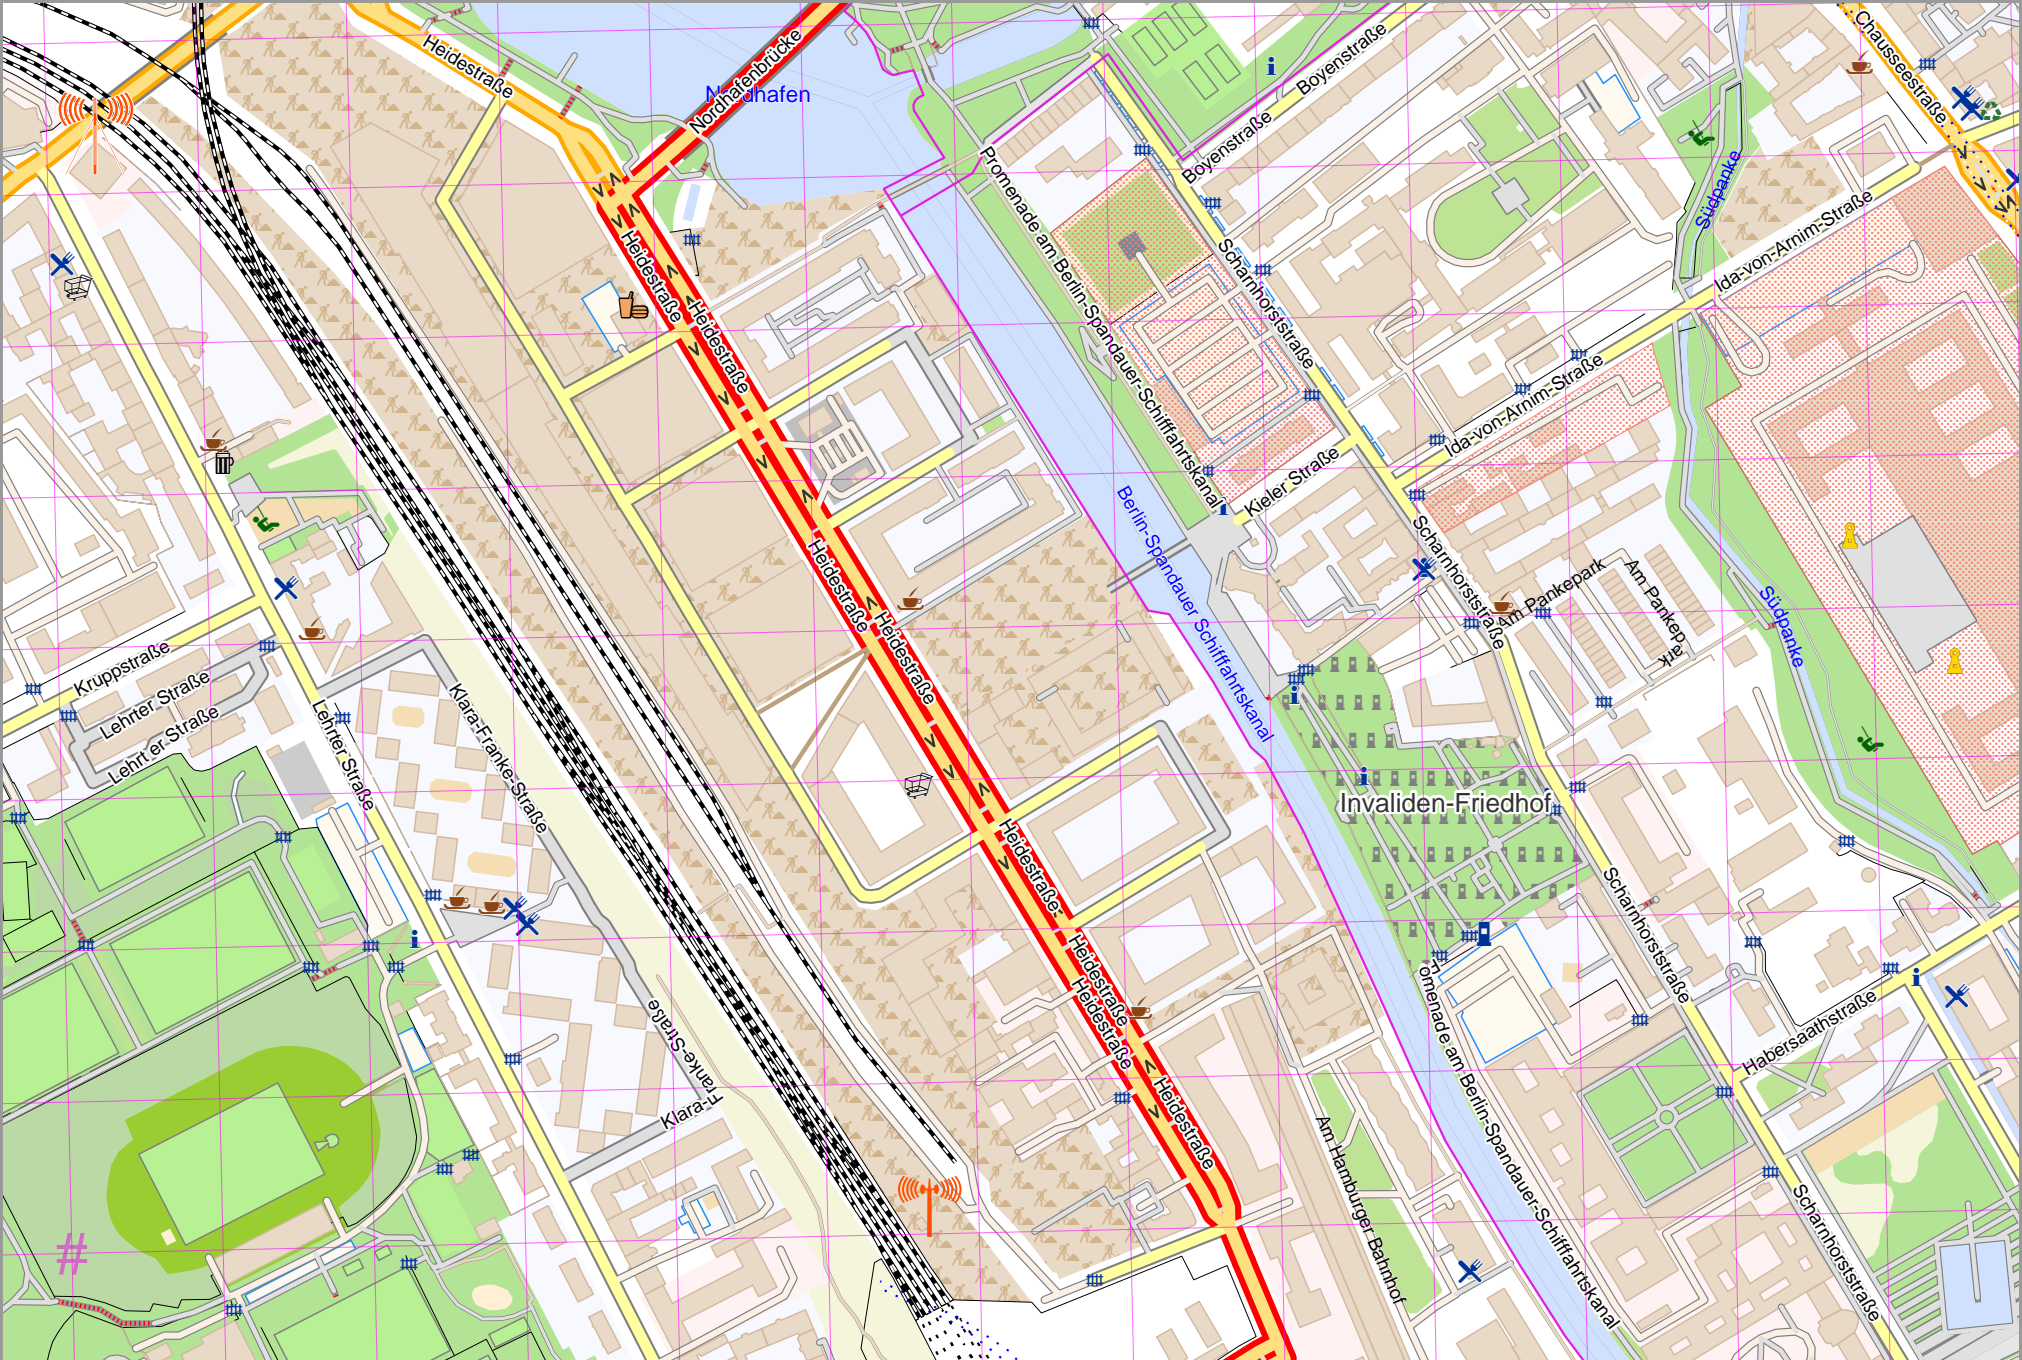 Chausseestraße
Heidestraße
Nordhafenbrücke
Nordhafen
Boyenstraße
Boyenstraße
Promenade am Berlin-Spandauer-Schiffahrtskanal
Südpanke
Ida-von-Arnim-Straße
Scharnhorststraße
Heidestraße
Heidestraße
Ida-von-Arnim-Straße
Kieler Straße
Berlin-Spandauer Schifffahrtskanal
Scharnhorststraße
Heidestraße
Heidestraße
Am Pankepark
Am Pankepark
Südpanke
Kruppstraße
Lehrter Straße
Lehrter Straße
Lehrter Straße
Klara-Franke-Straße
Invaliden-Friedhof
Heidestraße
Scharnhorststraße
Heidestraße
Heidestraße
Promenade am Berlin-Spandauer-Schifffahrtskanal
Habersaathstraße
Klara-Franke-Straße
Heidestraße
Am Hamburger Bahnhof
Scharnhorststraße
#